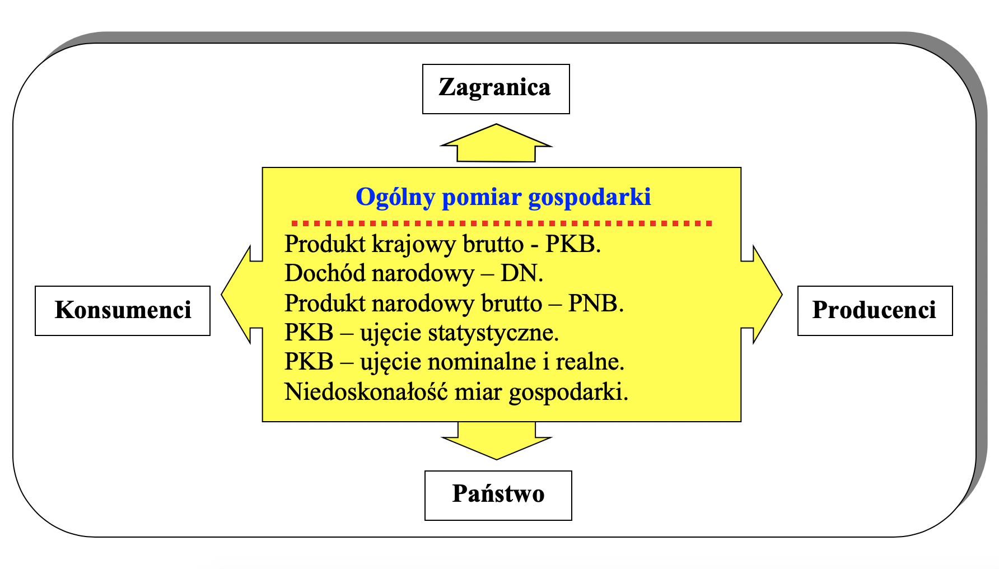 Zagranica
Ogólny pomiar gospodarki
Produkt krajowy brutto - PKB.
Dochód narodowy – DN.
Produkt narodowy brutto – PNB.
PKB – ujęcie statystyczne.
PKB – ujęcie nominalne i realne.
Niedoskonałość miar gospodarki.
Konsumenci
Producenci
Państwo